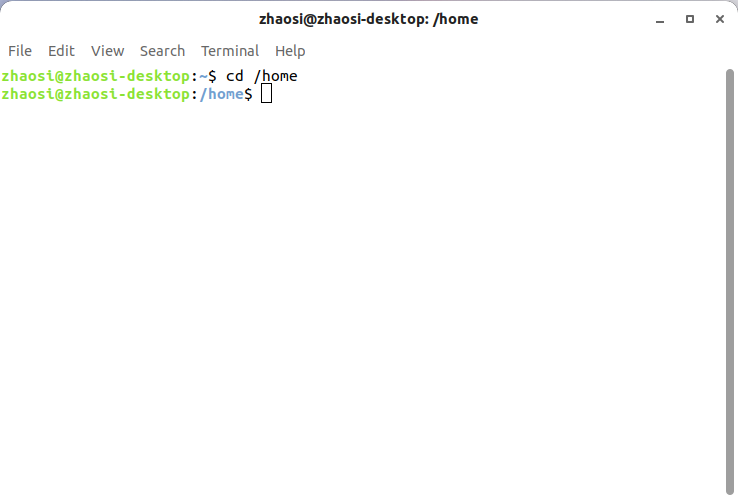 zhaosi@zhaosi-desktop: /home
File Edit View Search Terminal Help
zhaosi@zhaosi-desktop:~$ cd /home
zhaosi@zhaosi-desktop:/home$